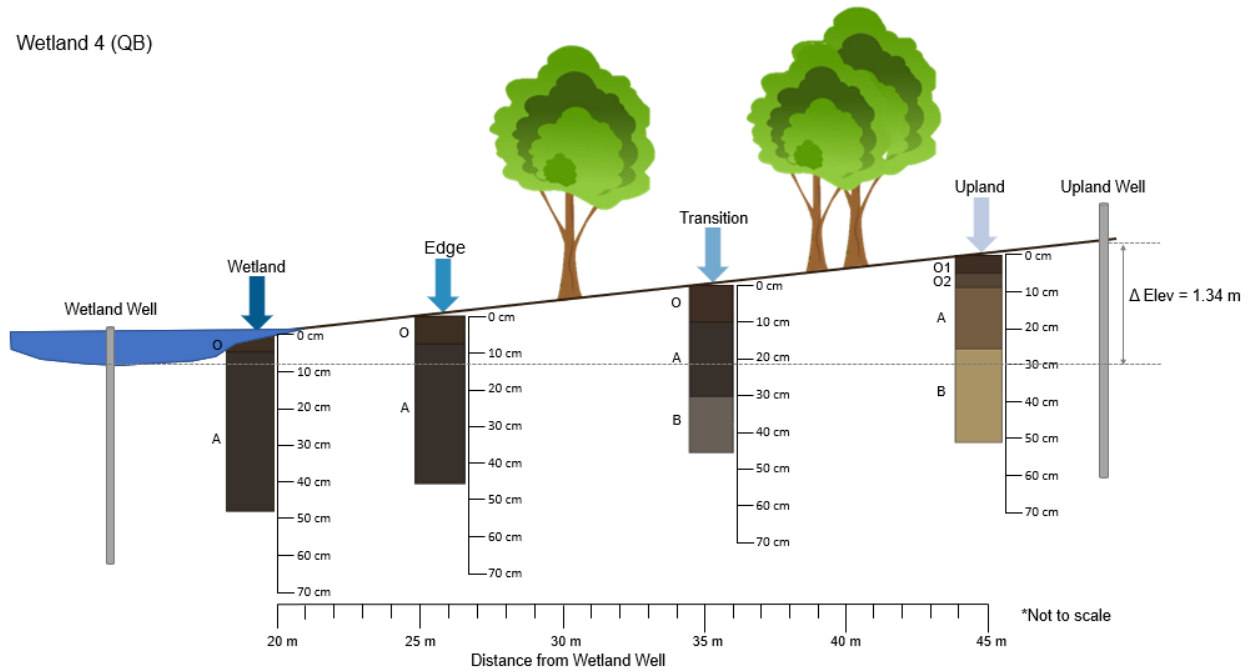 Wetland 4 (QB)
Wetland Well
Wetland
Edge
Transition
Upland
Upland Well
O
A
0 cm
10 cm
20 cm
30 cm
40 cm
50 cm
60 cm
70 cm
O
A
0 cm
10 cm
20 cm
30 cm
40 cm
50 cm
60 cm
70 cm
O
A
B
0 cm
10 cm
20 cm
30 cm
40 cm
50 cm
60 cm
70 cm
O1
O2
A
B
0 cm
10 cm
20 cm
30 cm
40 cm
50 cm
60 cm
70 cm
Δ Elev = 1.34 m
20 m
25 m
30 m
35 m
40 m
45 m
Distance from Wetland Well
*Not to scale